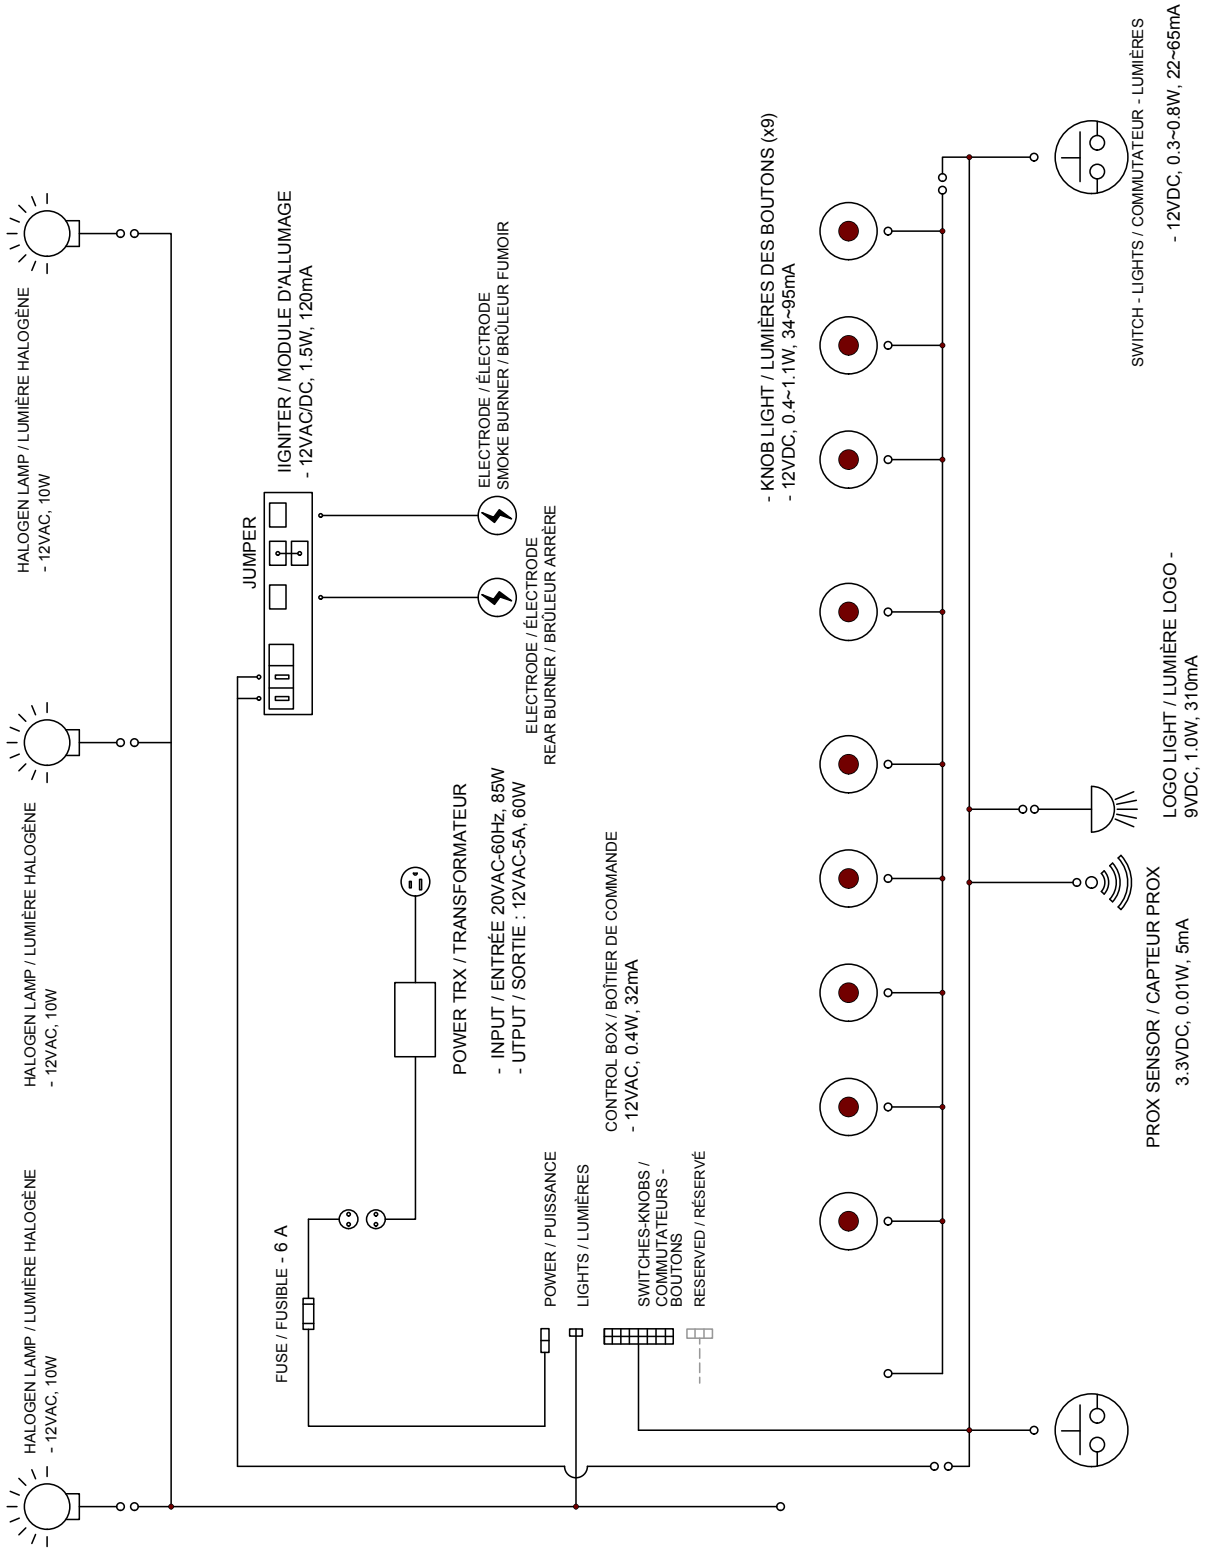 HALOGEN LAMP / LUMIÈRE HALOGÈNE
- 12VAC, 10W
HALOGEN LAMP / LUMIÈRE HALOGÈNE
- 12VAC, 10W
HALOGEN LAMP / LUMIÈRE HALOGÈNE
- 12VAC, 10W
FUSE / FUSIBLE - 6 A
JUMPER
IIGNITER / MODULE D'ALLUMAGE
- 12VAC/DC, 1.5W, 120mA
ELECTRODE / ÉLECTRODE
SMOKE BURNER / BRÛLEUR FUMOIR
ELECTRODE / ÉLECTRODE
REAR BURNER / BRÛLEUR ARRÈRE
POWER TRX / TRANSFORMATEUR
- INPUT / ENTRÉE 20VAC-60Hz, 85W
- UTPUT / SORTIE : 12VAC-5A, 60W
POWER / PUISSANCE
LIGHTS / LUMIÈRES
CONTROL BOX / BOÎTIER DE COMMANDE
- 12VAC, 0.4W, 32mA
SWITCHES-KNOBS /
COMMUTATEURS -
BOUTONS
RESERVED / RÉSERVÉ
- KNOB LIGHT / LUMIÈRES DES BOUTONS (x9)
- 12VDC, 0.4~1.1W, 34~95mA
SWITCH - LIGHTS / COMMUTATEUR - LUMIÈRES
- 12VDC, 0.3~0.8W, 22~65mA
LOGO LIGHT / LUMIÈRE LOGO -
9VDC, 1.0W, 310mA
PROX SENSOR / CAPTEUR PROX
3.3VDC, 0.01W, 5mA